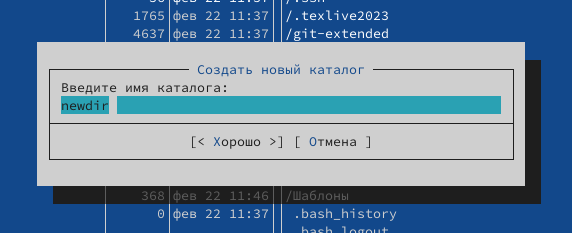 1765 фев 22 11:37 /.texlive2023
4637 фев 22 11:37 /git-extended
Создать новый каталог
Введите имя каталога:
newdir
[< Хорошо >] [ Отмена ]
368 фев 22 11:46 /Шаблоны
0 фев 22 11:37 .bash_history